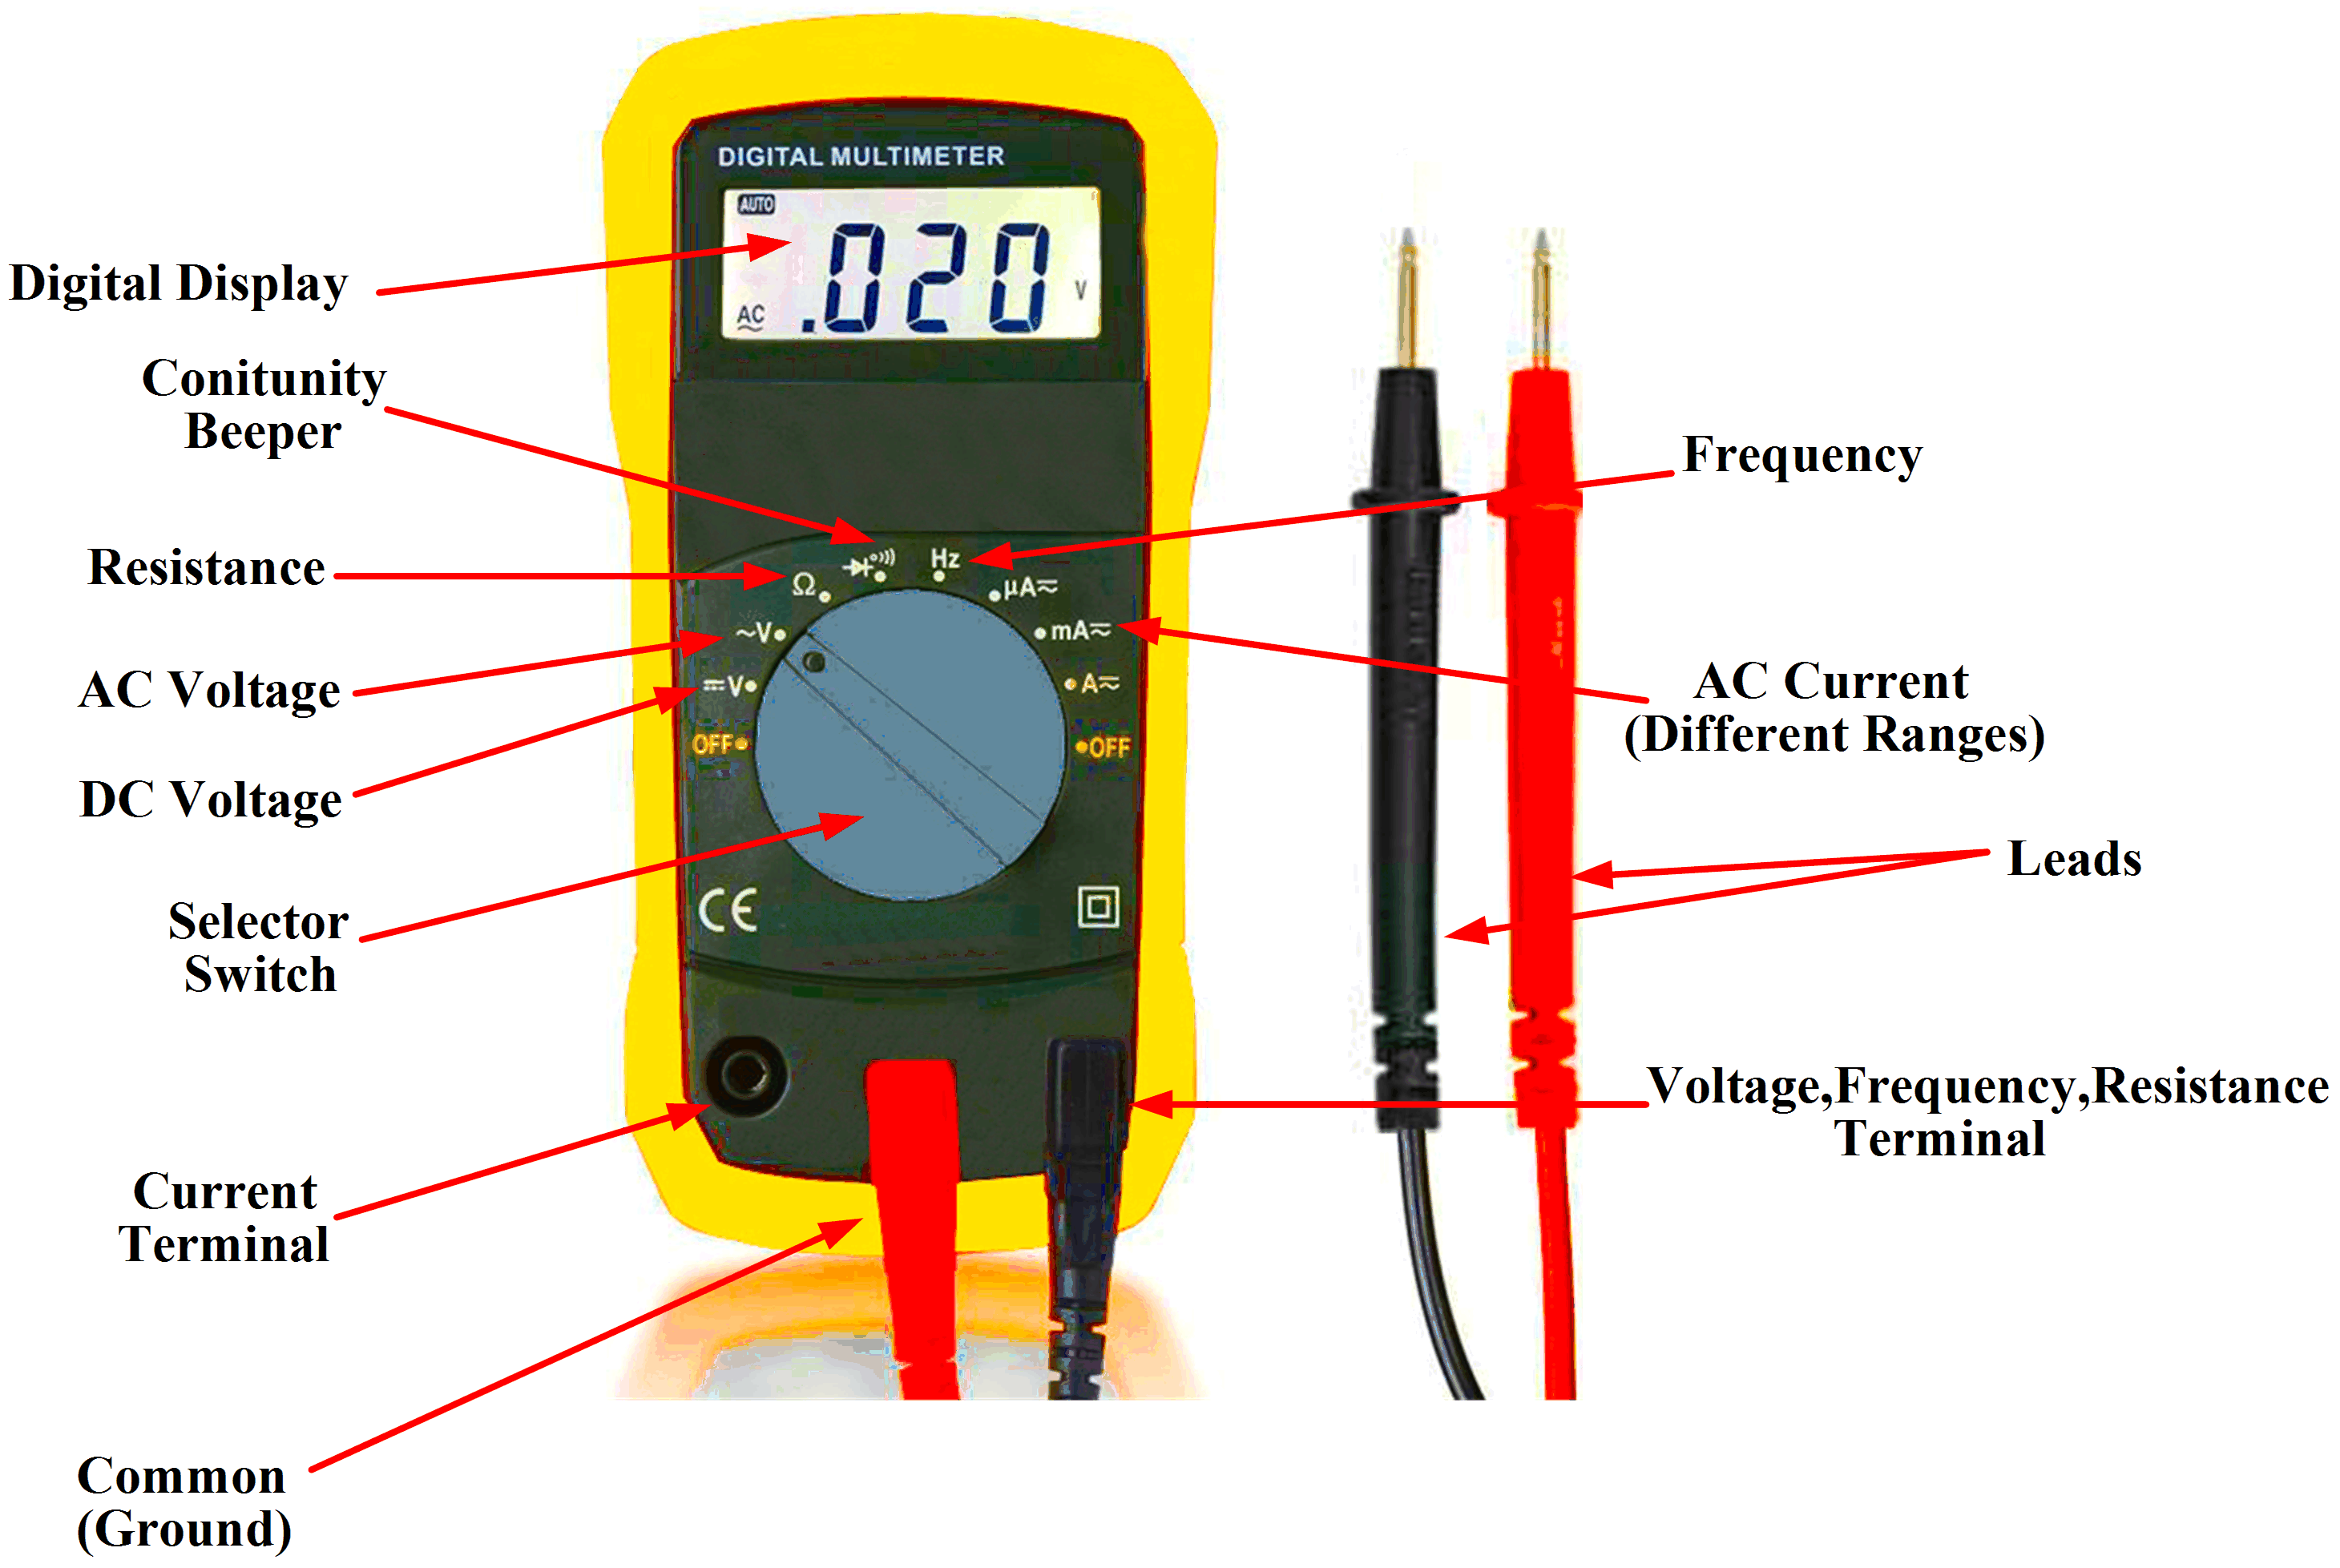 DIGITAL MULTIMETER
AUTO
.020
V
AC
Digital Display
Conitunity
Beeper
Resistance
AC Voltage
DC Voltage
Selector
Switch
Current
Terminal
Common
(Ground)
Hz
Ω
µA
~V
mA
V
A
OFF
OFF
CE
Frequency
AC Current
(Different Ranges)
Leads
Voltage,Frequency,Resistance
Terminal